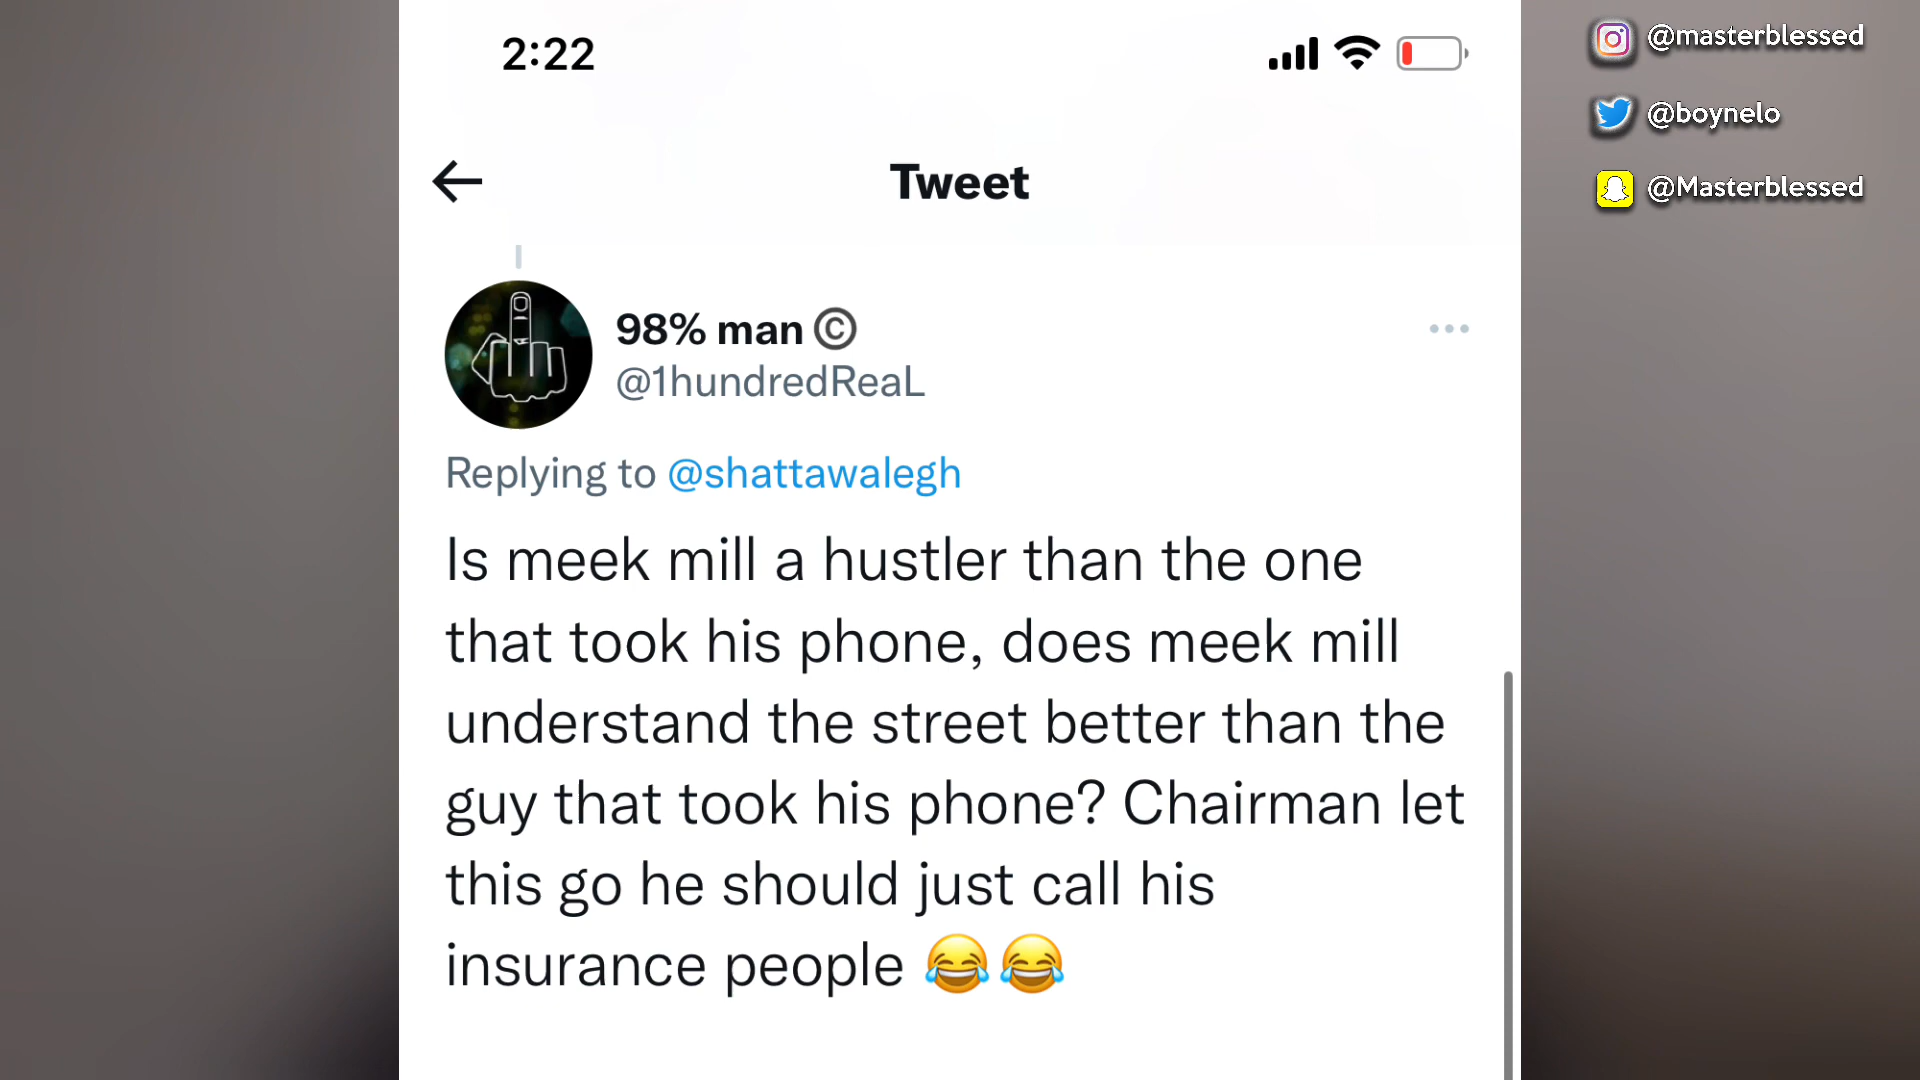 2:22
@masterblessed
@boynelo
@Masterblessed
Tweet
98% man ©
@1hundredReaL
Replying to @shattawalegh
Is meek mill a hustler than the one
that took his phone, does meek mill
understand the street better than the
guy that took his phone? Chairman let
this go he should just call his
insurance people 😂😂